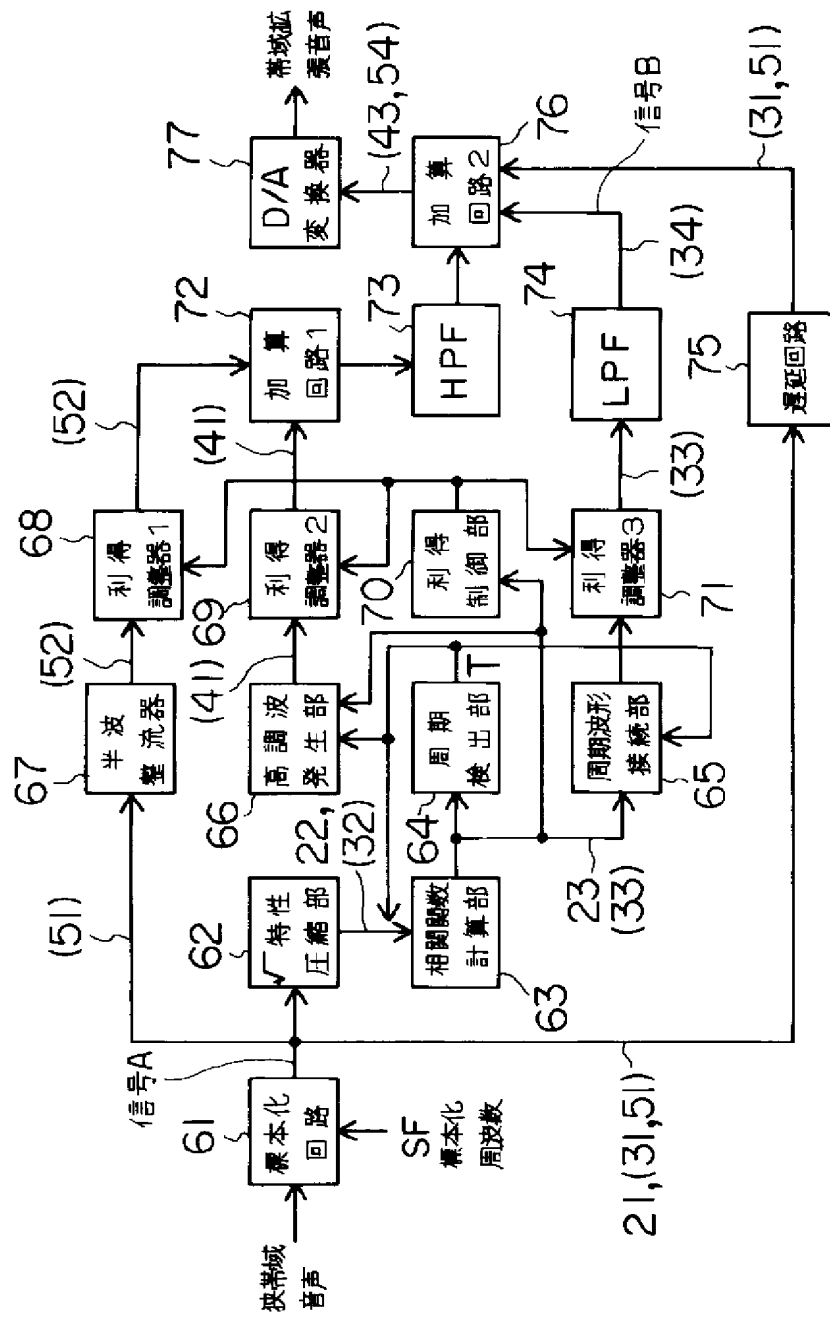 狭帯域
音声
61
標本化
回路
SF
標本化
周波数
信号A
(51)
21,(31,51)
62
√特性
圧縮部
22,
(32)
相関関数
計算部
63
67
半波
整流器
(52)
66
高調波
発生部
(41)
64
周期
検出部
T
周期波形
接続部
65
23
(33)
68
利得
調整器1
(52)
69
利得
調整器2
(41)
70
利得
制御部
利得
調整器3
71
(33)
72
加算
回路1
73
HPF
74
LPF
(34)
75
遅延回路
(31,51)
77
D/A
変換器
(43,54)
加算
回路2
76
信号B
帯域拡
張音声